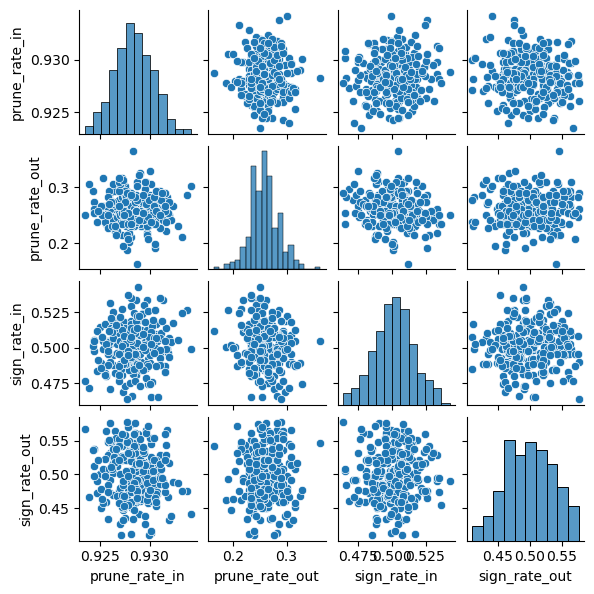 prune_rate_in
0.930
0.925
prune_rate_out
0.3
0.2
sign_rate_in
0.525
0.500
0.475
sign_rate_out
0.55
0.50
0.45
0.925 0.930
0.2 0.3
0.475 0.500 0.525
0.45 0.50 0.55
prune_rate_in prune_rate_out sign_rate_in sign_rate_out